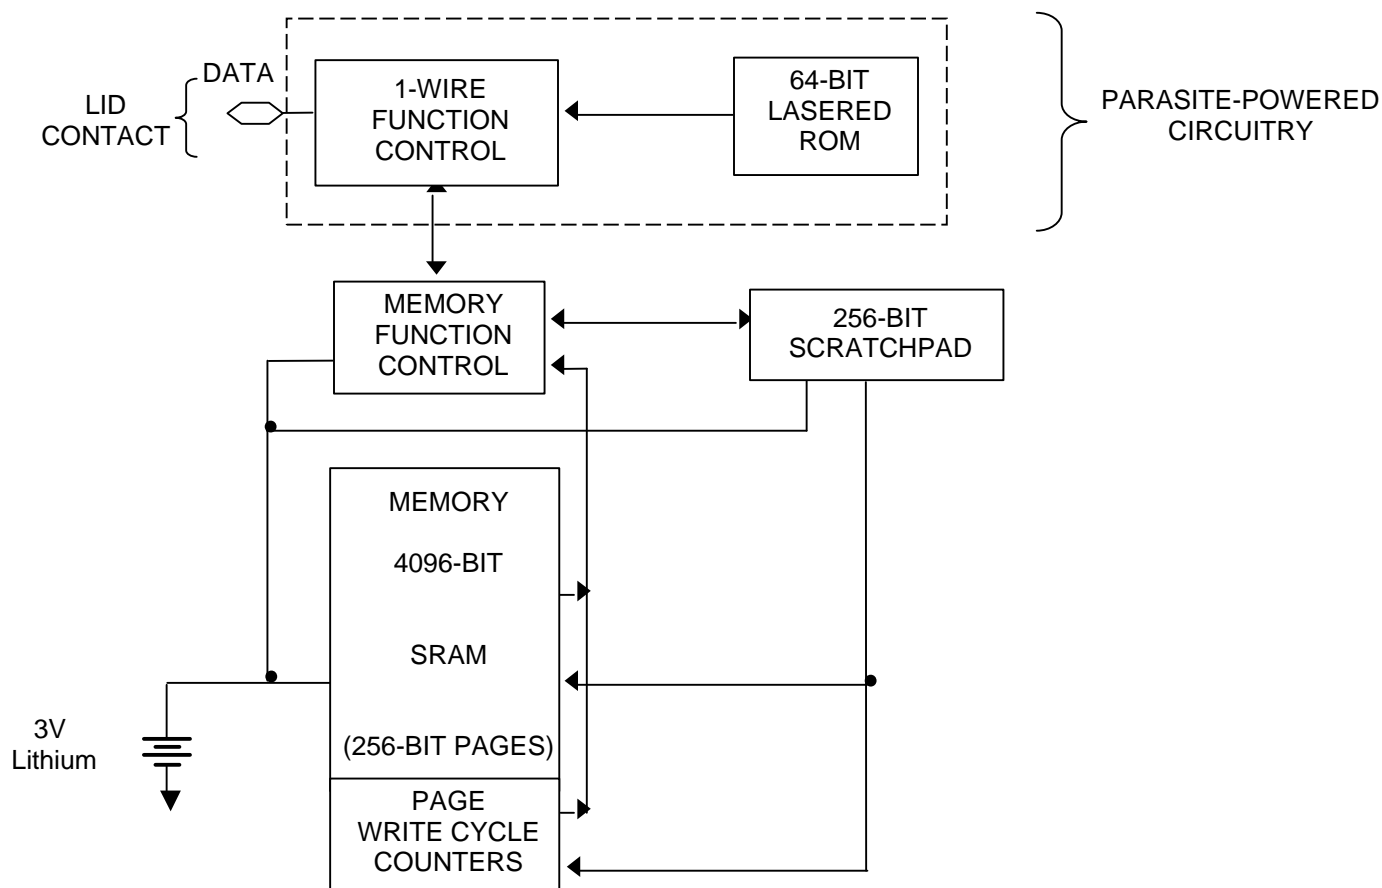 DATA
LID
CONTACT
1-WIRE
FUNCTION
CONTROL
64-BIT
LASERED
ROM
PARASITE-POWERED
CIRCUITRY
MEMORY
FUNCTION
CONTROL
256-BIT
SCRATCHPAD
MEMORY
4096-BIT
SRAM
(256-BIT PAGES)
3V
Lithium
PAGE
WRITE CYCLE
COUNTERS